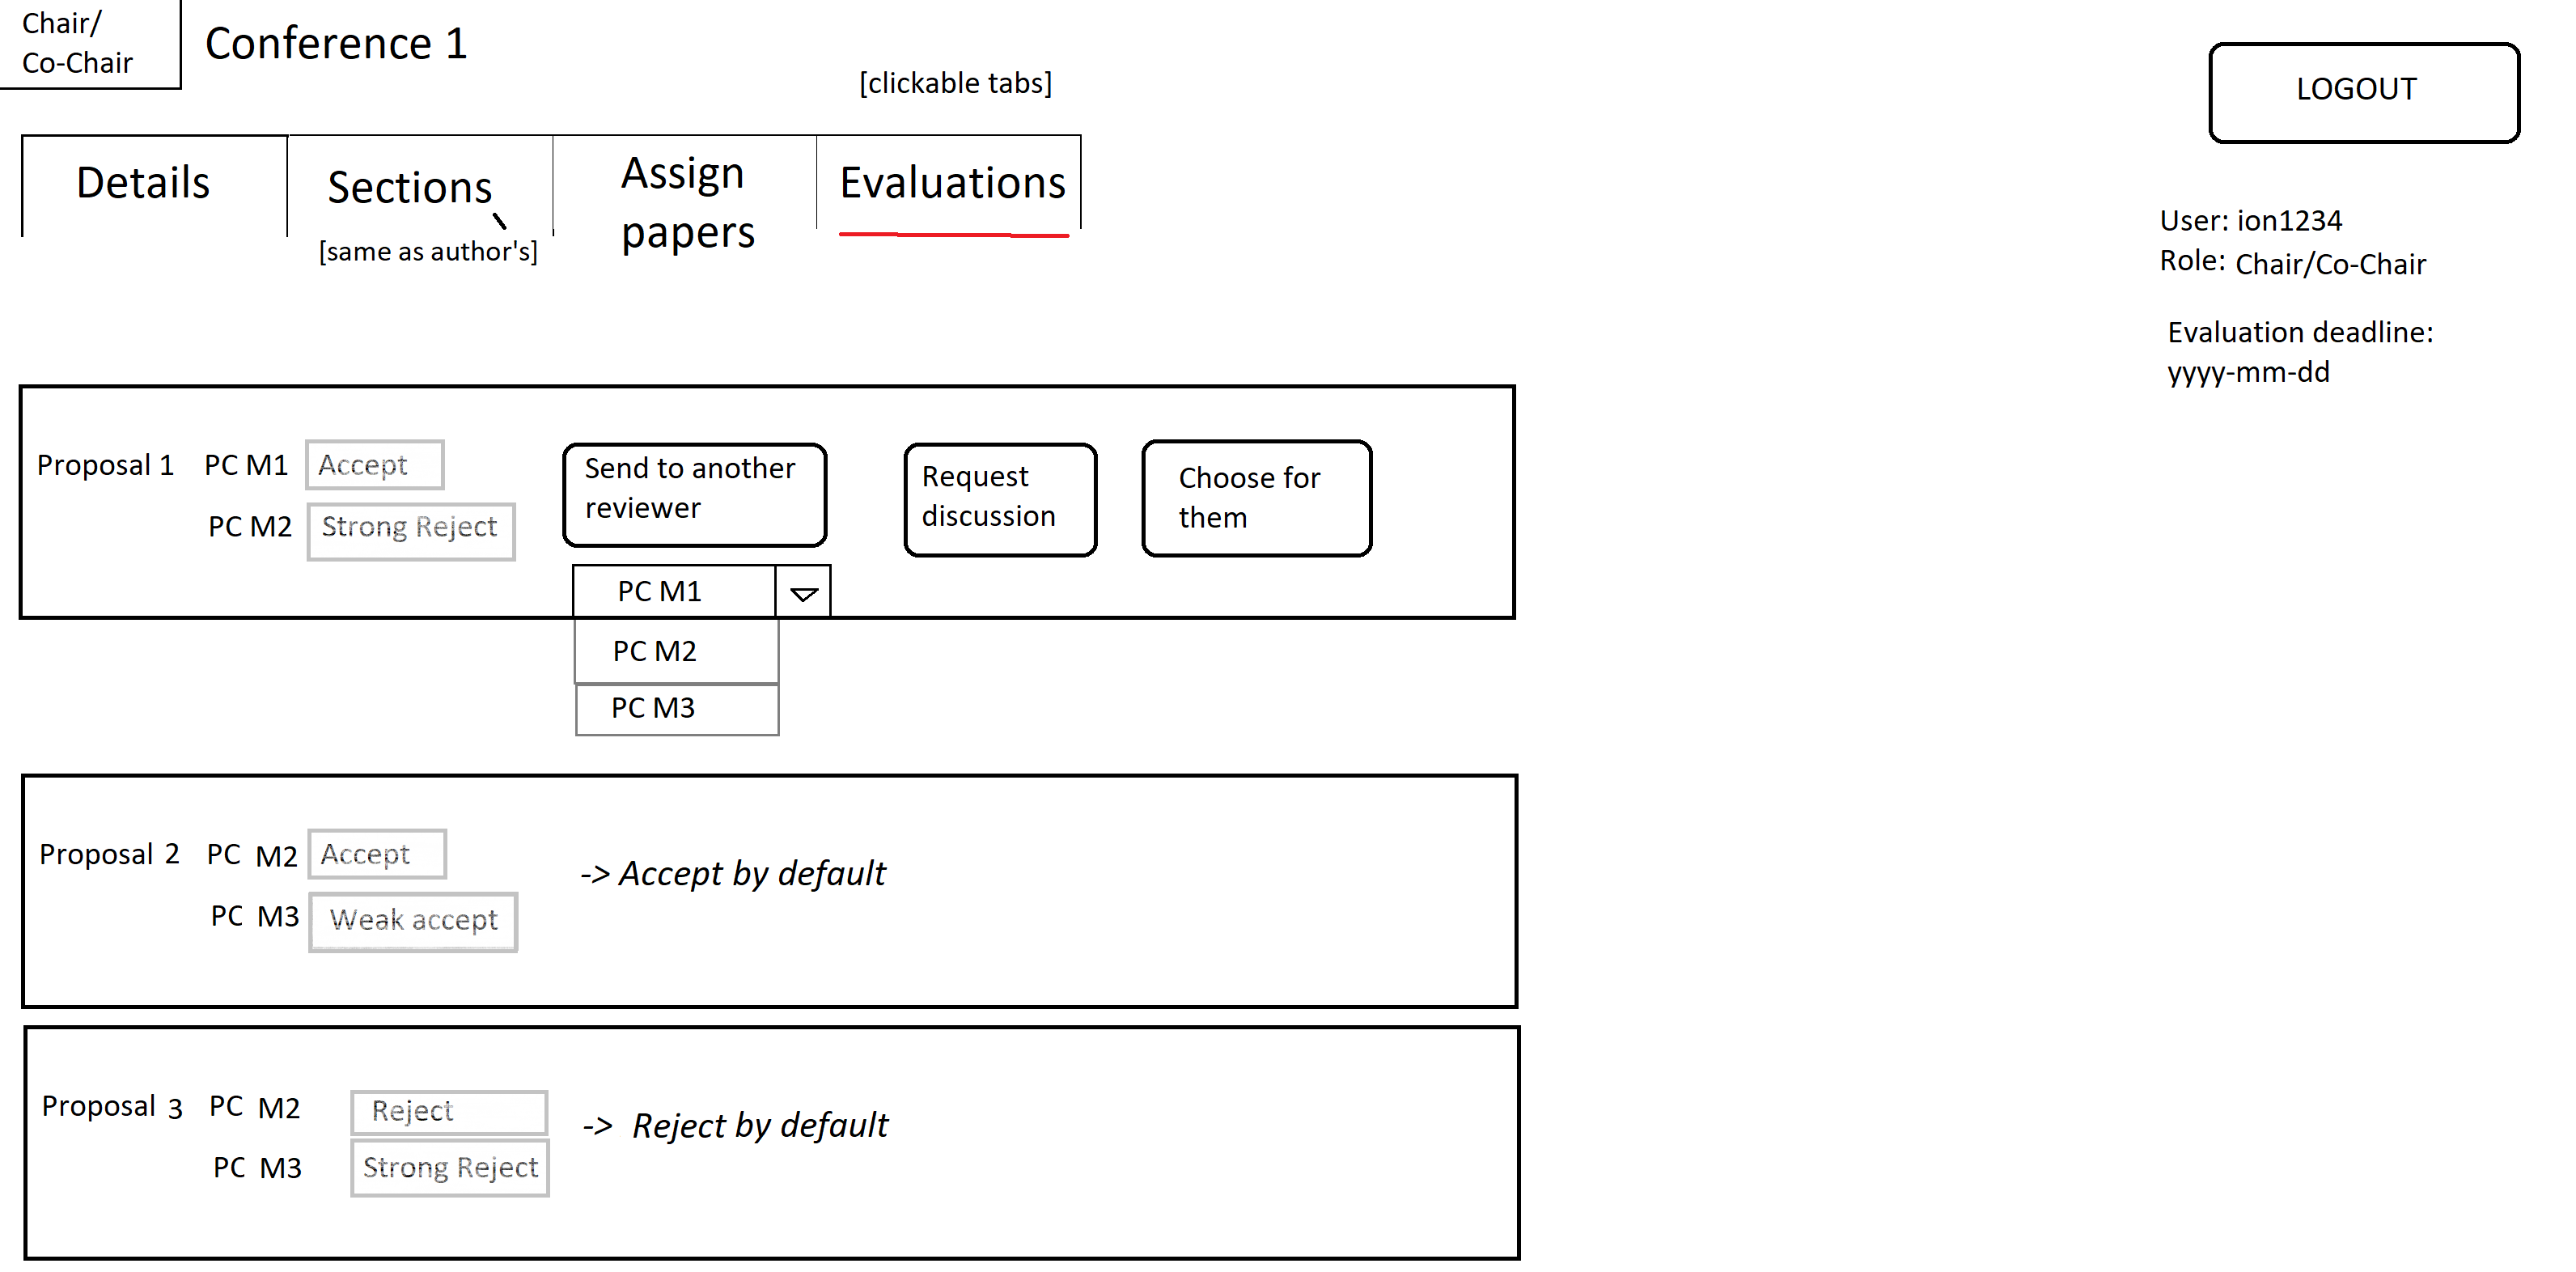 Chair/
Co-Chair
Conference 1
[clickable tabs]
LOGOUT
Details
Sections
[same as author's]
Assign
papers
Evaluations
User: ion1234
Role: Chair/Co-Chair
Evaluation deadline:
yyyy-mm-dd
Proposal 1 PC M1 Accept
PC M2 Strong Reject
Send to another
reviewer
Request
discussion
Choose for
them
PC M1
PC M2
PC M3
Proposal 2 PC M2 Accept
PC M3 Weak accept
-> Accept by default
Proposal 3 PC M2 Reject
PC M3 Strong Reject
-> Reject by default